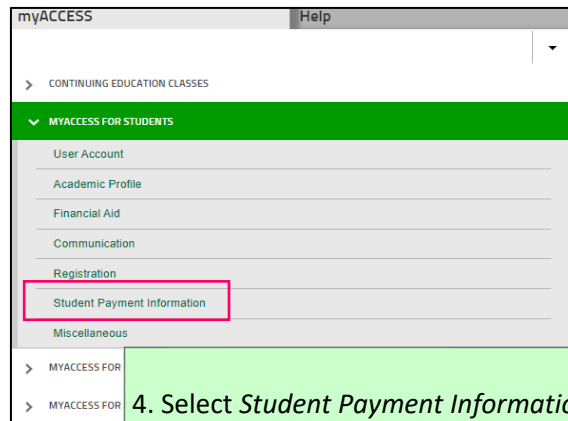 myACCESS Help
CONTINUING EDUCATION CLASSES
MYACCESS FOR STUDENTS
User Account
Academic Profile
Financial Aid
Communication
Registration
Student Payment Information
Miscellaneous
MYACCESS FOR
MYACCESS FOR
4. Select Student Payment Informatio